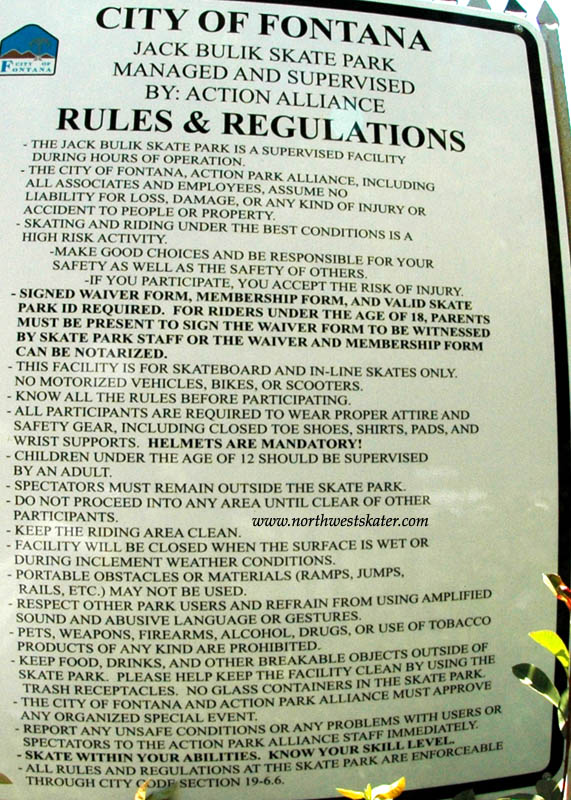 CITY OF FONTANA
JACK BULIK SKATE PARK
MANAGED AND SUPERVISED
BY: ACTION ALLIANCE
CITY OF
FONTANA
RULES & REGULATIONS
- THE JACK BULIK SKATE PARK IS A SUPERVISED FACILITY
DURING HOURS OF OPERATION.
- THE CITY OF FONTANA, ACTION PARK ALLIANCE, INCLUDING
ALL ASSOCIATES AND EMPLOYEES, ASSUME NO
LIABILITY FOR LOSS, DAMAGE, OR ANY KIND OF INJURY OR
ACCIDENT TO PEOPLE OR PROPERTY.
- SKATING AND RIDING UNDER THE BEST CONDITIONS IS A
HIGH RISK ACTIVITY.
-MAKE GOOD CHOICES AND BE RESPONSIBLE FOR YOUR
SAFETY AS WELL AS THE SAFETY OF OTHERS.
-IF YOU PARTICIPATE, YOU ACCEPT THE RISK OF INJURY.
- SIGNED WAIVER FORM, MEMBERSHIP FORM, AND VALID SKATE
PARK ID REQUIRED. FOR RIDERS UNDER THE AGE OF 18, PARENTS
MUST BE PRESENT TO SIGN THE WAIVER FORM TO BE WITNESSED
BY SKATE PARK STAFF OR THE WAIVER AND MEMBERSHIP FORM
CAN BE NOTARIZED.
- THIS FACILITY IS FOR SKATEBOARD AND IN-LINE SKATES ONLY.
NO MOTORIZED VEHICLES, BIKES, OR SCOOTERS.
- KNOW ALL THE RULES BEFORE PARTICIPATING.
- ALL PARTICIPANTS ARE REQUIRED TO WEAR PROPER ATTIRE AND
SAFETY GEAR, INCLUDING CLOSED TOE SHOES, SHIRTS, PADS, AND
WRIST SUPPORTS. HELMETS ARE MANDATORY!
- CHILDREN UNDER THE AGE OF 12 SHOULD BE SUPERVISED
BY AN ADULT.
- SPECTATORS MUST REMAIN OUTSIDE THE SKATE PARK.
- DO NOT PROCEED INTO ANY AREA UNTIL CLEAR OF OTHER
PARTICIPANTS.
www.northwestskater.com
- KEEP THE RIDING AREA CLEAN.
- FACILITY WILL BE CLOSED WHEN THE SURFACE IS WET OR
DURING INCLEMENT WEATHER CONDITIONS.
- PORTABLE OBSTACLES OR MATERIALS (RAMPS, JUMPS,
RAILS, ETC.) MAY NOT BE USED.
- RESPECT OTHER PARK USERS AND REFRAIN FROM USING AMPLIFIED
SOUND AND ABUSIVE LANGUAGE OR GESTURES.
- PETS, WEAPONS, FIREARMS, ALCOHOL, DRUGS, OR USE OF TOBACCO
PRODUCTS OF ANY KIND ARE PROHIBITED.
- KEEP FOOD, DRINKS, AND OTHER BREAKABLE OBJECTS OUTSIDE OF
SKATE PARK. PLEASE HELP KEEP THE FACILITY CLEAN BY USING THE
TRASH RECEPTACLES. NO GLASS CONTAINERS IN THE SKATE PARK.
- THE CITY OF FONTANA AND ACTION PARK ALLIANCE MUST APPROVE
ANY ORGANIZED SPECIAL EVENT.
- REPORT ANY UNSAFE CONDITIONS OR ANY PROBLEMS WITH USERS OR
SPECTATORS TO THE ACTION PARK ALLIANCE STAFF IMMEDIATELY.
- SKATE WITHIN YOUR ABILITIES. KNOW YOUR SKILL LEVEL.
- ALL RULES AND REGULATIONS AT THE SKATE PARK ARE ENFORCEABLE
THROUGH CITY CODE SECTION 19-6.6.